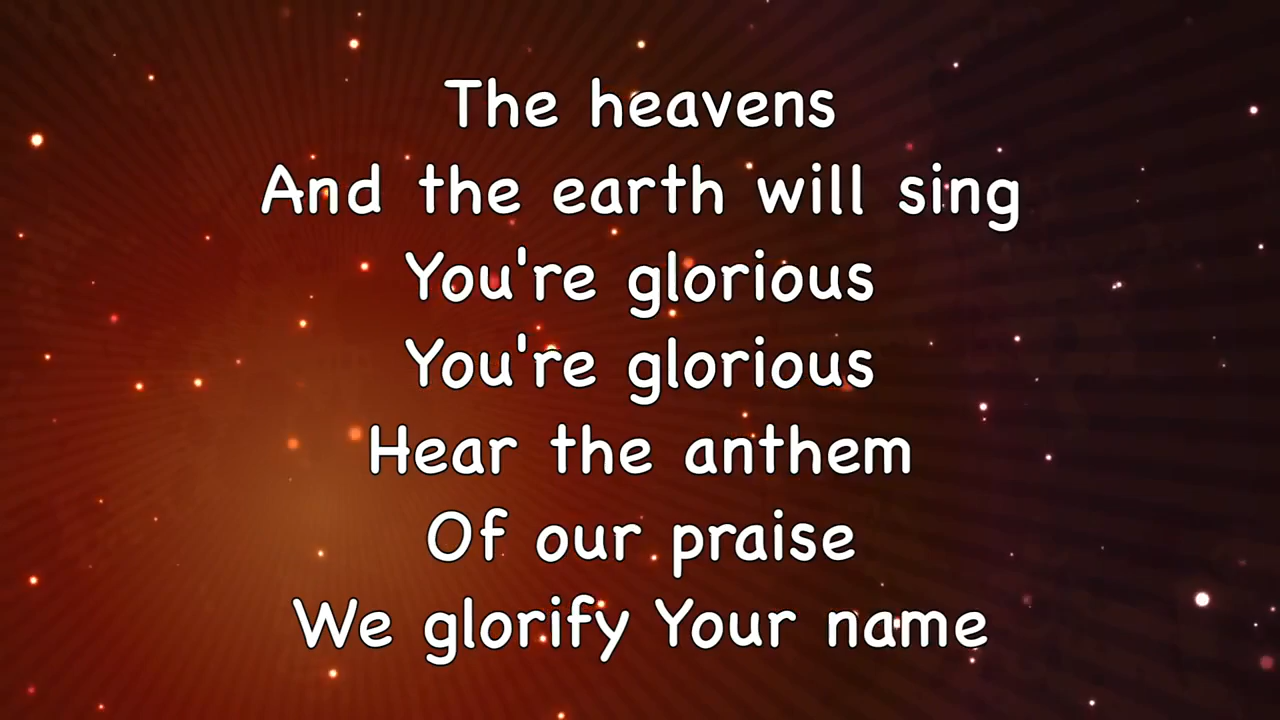 The heavens
And the earth will sing
You're glorious
You're glorious
Hear the anthem
Of our praise
We glorify Your name